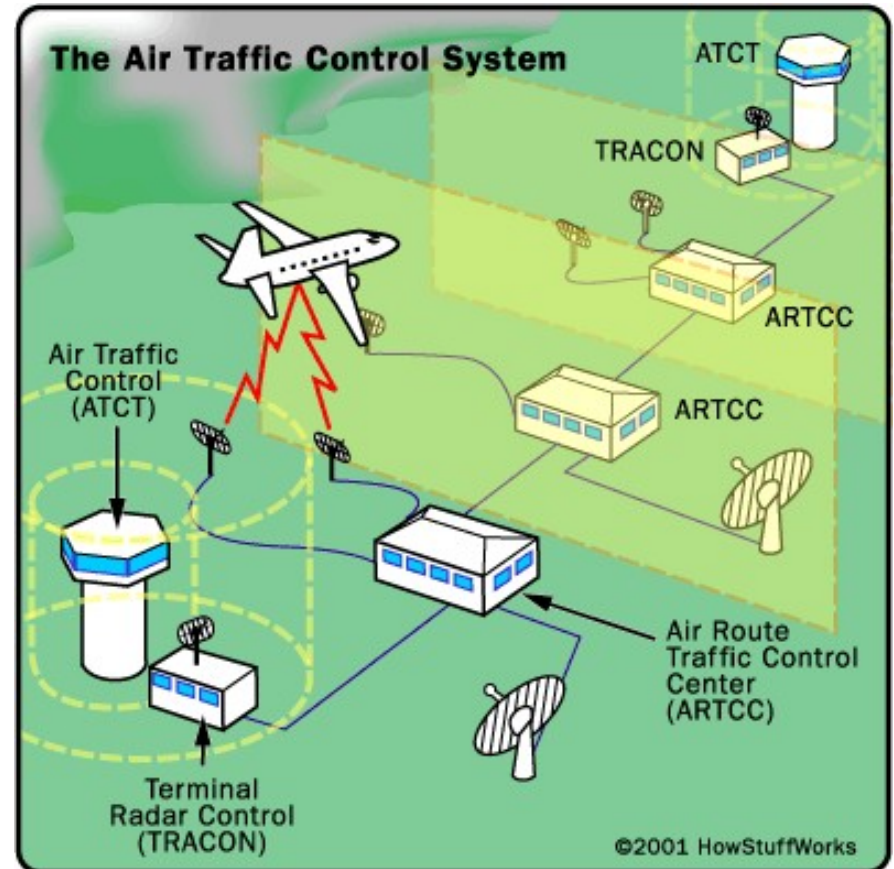 The Air Traffic Control System
ATCT
TRACON
ARTCC
ARTCC
Air Traffic
Control
(ATCT)
Air Route
Traffic Control
Center
(ARTCC)
Terminal
Radar Control
(TRACON)
©2001 HowStuffWorks